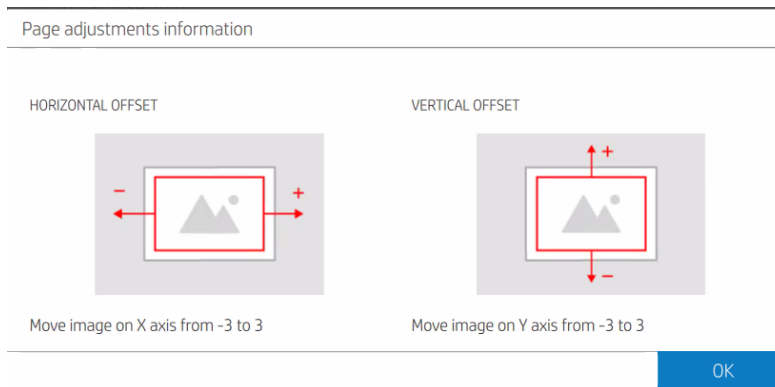 Page adjustments information
HORIZONTAL OFFSET
VERTICAL OFFSET
− +
+
−
Move image on X axis from -3 to 3
Move image on Y axis from -3 to 3
OK